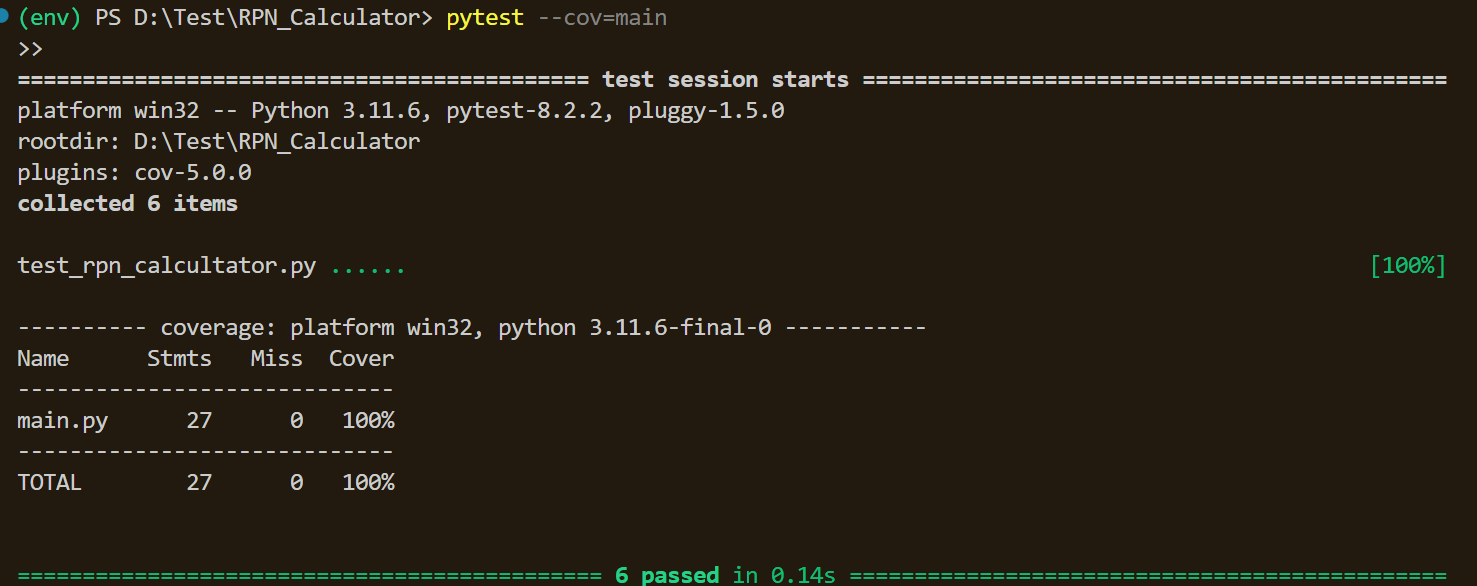 (env) PS D:\Test\RPN_Calculator> pytest --cov=main
>>
============================================= test session starts =============================================
platform win32 -- Python 3.11.6, pytest-8.2.2, pluggy-1.5.0
rootdir: D:\Test\RPN_Calculator
plugins: cov-5.0.0
collected 6 items
test_rpn_calcultator.py ...... [100%]
---------- coverage: platform win32, python 3.11.6-final-0 -----------
Name      Stmts   Miss  Cover
-----------------------------
main.py      27      0   100%
-----------------------------
TOTAL        27      0   100%
============================================= 6 passed in 0.14s ==============================================